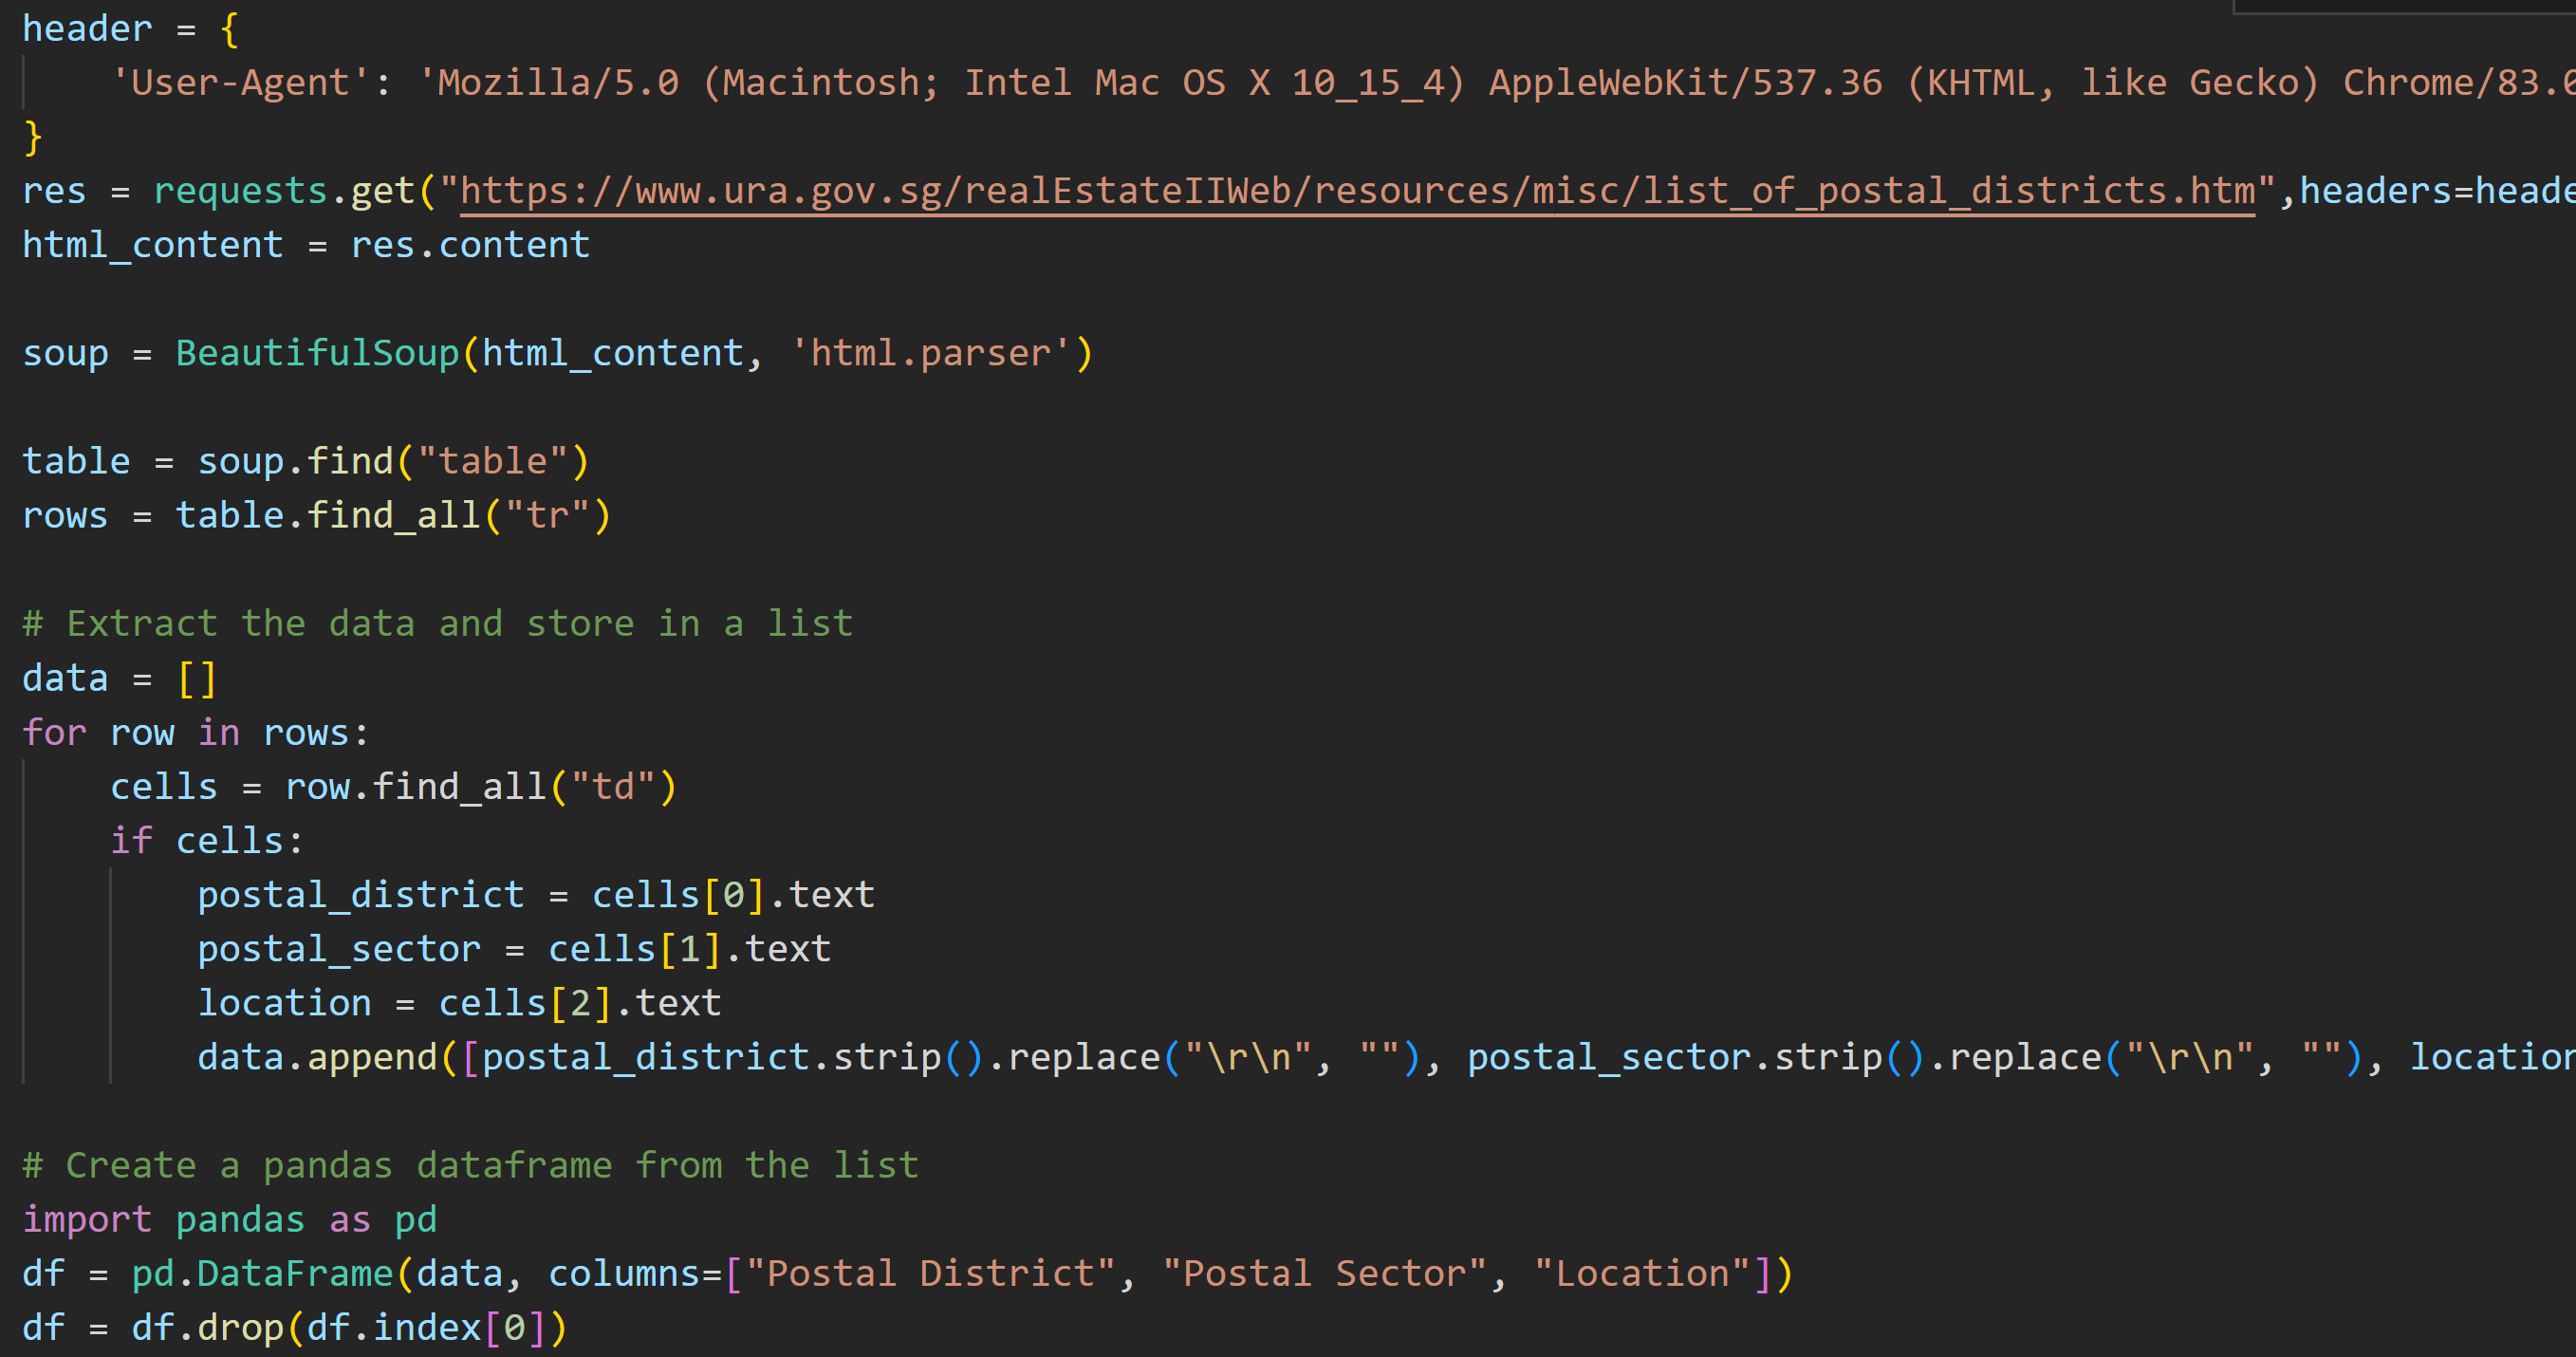 header = {
    'User-Agent': 'Mozilla/5.0 (Macintosh; Intel Mac OS X 10_15_4) AppleWebKit/537.36 (KHTML, like Gecko) Chrome/83.0
}
res = requests.get("https://www.ura.gov.sg/realEstateIIWeb/resources/misc/list_of_postal_districts.htm",headers=heade
html_content = res.content

soup = BeautifulSoup(html_content, 'html.parser')

table = soup.find("table")
rows = table.find_all("tr")

# Extract the data and store in a list
data = []
for row in rows:
    cells = row.find_all("td")
    if cells:
        postal_district = cells[0].text
        postal_sector = cells[1].text
        location = cells[2].text
        data.append([postal_district.strip().replace("\r\n", ""), postal_sector.strip().replace("\r\n", ""), location

# Create a pandas dataframe from the list
import pandas as pd
df = pd.DataFrame(data, columns=["Postal District", "Postal Sector", "Location"])
df = df.drop(df.index[0])